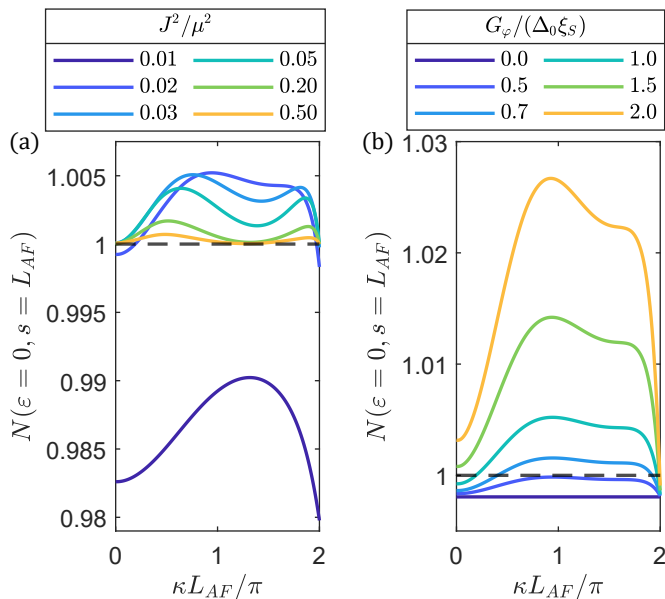 J²/μ²
0.01 0.05
0.02 0.20
0.03 0.50
G_φ/(Δ₀ξ_S)
0.0 1.0
0.5 1.5
0.7 2.0
(a)
1.005
1
0.995
0.99
0.985
0.98
N(ε = 0, s = L_AF)
0 1 2
κL_AF/π
(b)
1.03
1.02
1.01
1
N(ε = 0, s = L_AF)
0 1 2
κL_AF/π